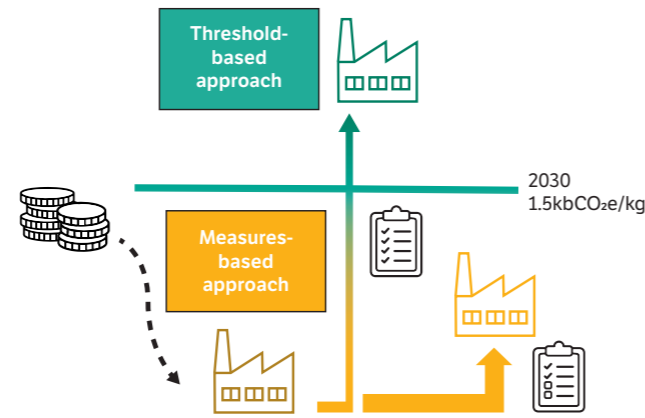 Threshold-
based
approach
2030
1.5kbCO₂e/kg
Measures-
based
approach